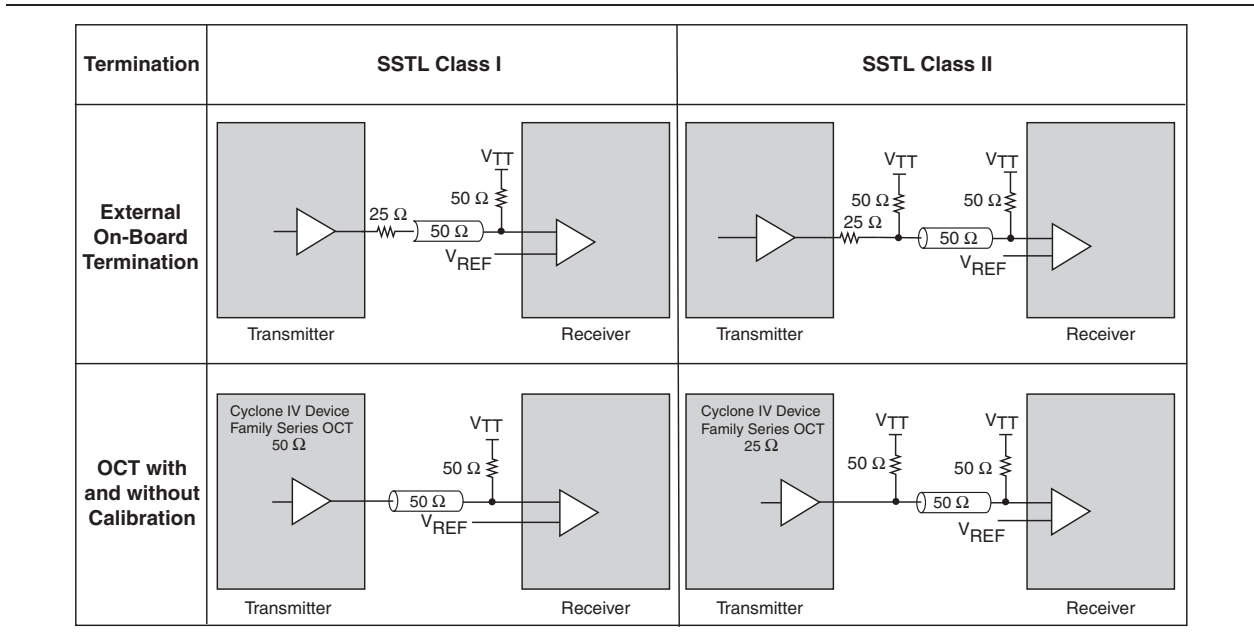 Termination
SSTL Class I
SSTL Class II
External
On-Board
Termination
VTT
50 Ω
25 Ω
50 Ω
VREF
Transmitter
Receiver
VTT
VTT
50 Ω
50 Ω
25 Ω
50 Ω
VREF
Transmitter
Receiver
OCT with
and without
Calibration
Cyclone IV Device
Family Series OCT
50 Ω
VTT
50 Ω
50 Ω
VREF
Transmitter
Receiver
Cyclone IV Device
Family Series OCT
25 Ω
VTT
VTT
50 Ω
50 Ω
50 Ω
VREF
Transmitter
Receiver